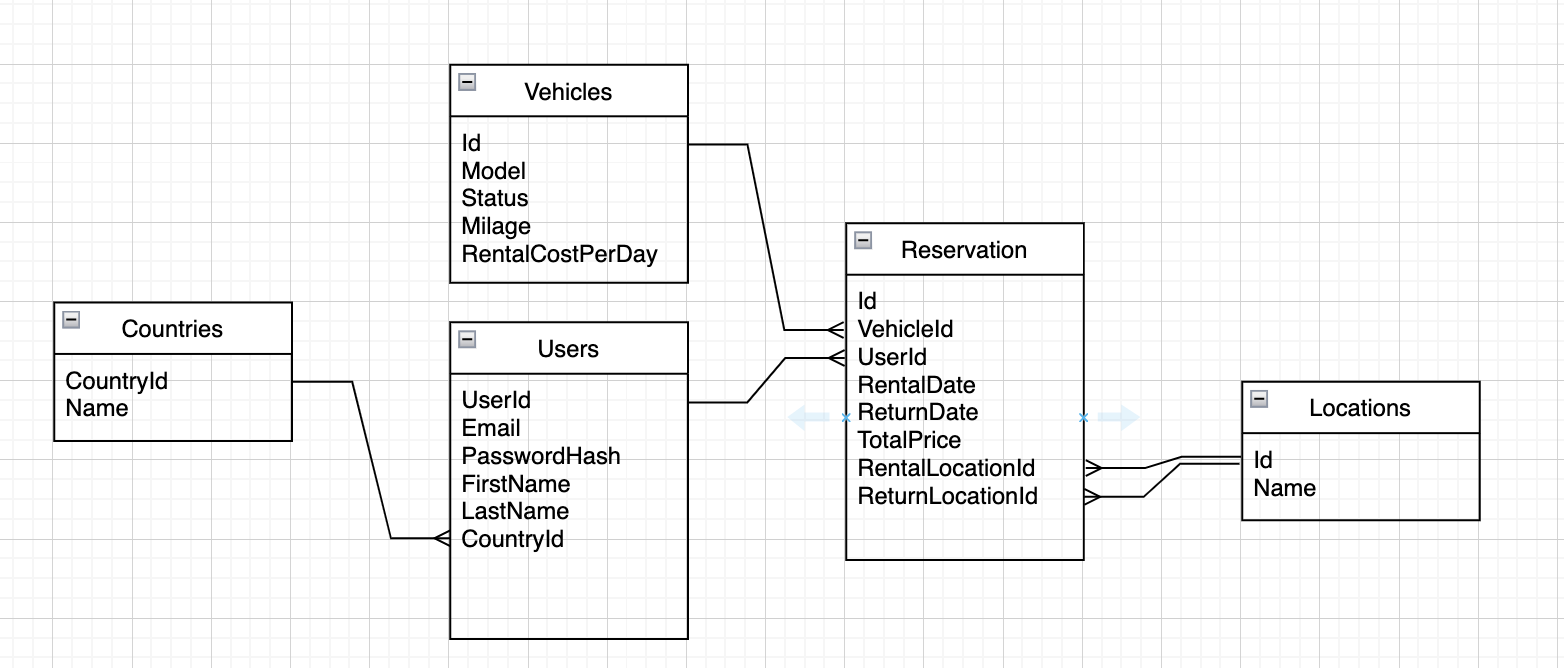 Vehicles
Id
Model
Status
Milage
RentalCostPerDay
Countries
CountryId
Name
Users
UserId
Email
PasswordHash
FirstName
LastName
CountryId
Reservation
Id
VehicleId
UserId
RentalDate
ReturnDate
TotalPrice
RentalLocationId
ReturnLocationId
Locations
Id
Name